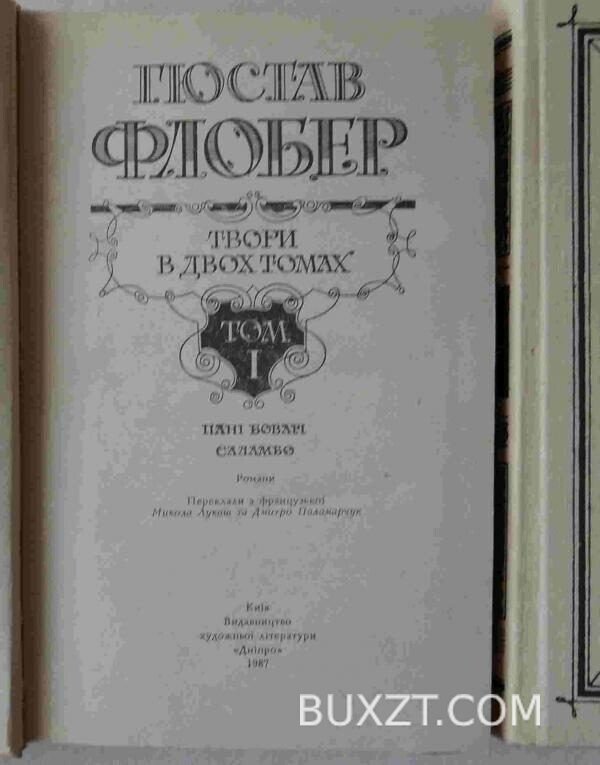 ГЮСТАВ
ФЛОБЕР
ТВОРИ
В ДВОХ ТОМАХ
ТОМ
I
ПАНІ БОВАРІ
САЛАМБО
Романи
Переклали з французької
Микола Лукаш та Дмитро Паламарчук
Київ
Видавництво
художньої літератури
«Дніпро»
1987
BUXZT.COM